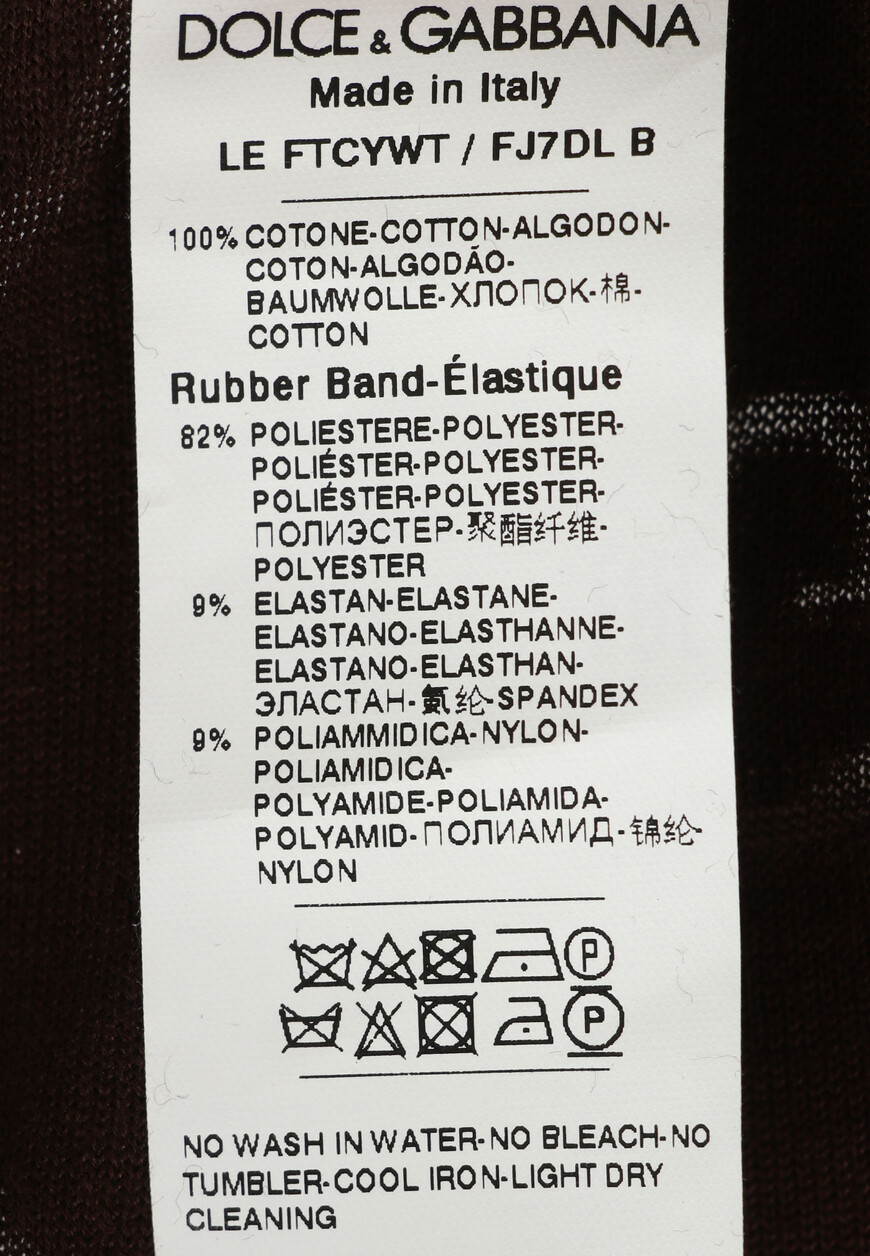 DOLCE & GABBANA
Made in Italy
LE FTCYWT / FJ7DL B
100% COTONE-COTTON-ALGODON-
COTON-ALGODÃO-
BAUMWOLLE-ХЛОПОК-棉-
COTTON
Rubber Band-Élastique
82% POLIESTERE-POLYESTER-
POLIÉSTER-POLYESTER-
POLIÉSTER-POLYESTER-
ПОЛИЭСТЕР-聚酯纤维-
POLYESTER
9% ELASTAN-ELASTANE-
ELASTANO-ELASTHANNE-
ELASTANO-ELASTHAN-
ЭЛАСТАН-氨纶-SPANDEX
9% POLIAMMIDICA-NYLON-
POLIAMIDICA-
POLYAMIDE-POLIAMIDA-
POLYAMID-ПОЛИАМИД-锦纶-
NYLON
P
P
NO WASH IN WATER-NO BLEACH-NO
TUMBLER-COOL IRON-LIGHT DRY
CLEANING